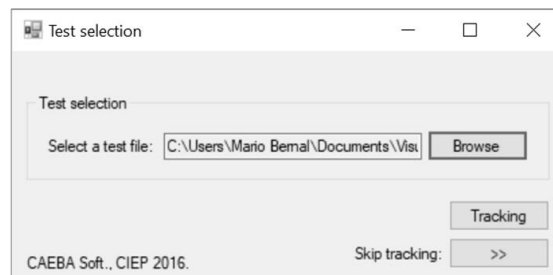 Test selection
Test selection
Select a test file: C:\Users\Mario Bernal\Documents\Visu Browse
Tracking
Skip tracking: >>
CAEBA Soft., CIEP 2016.